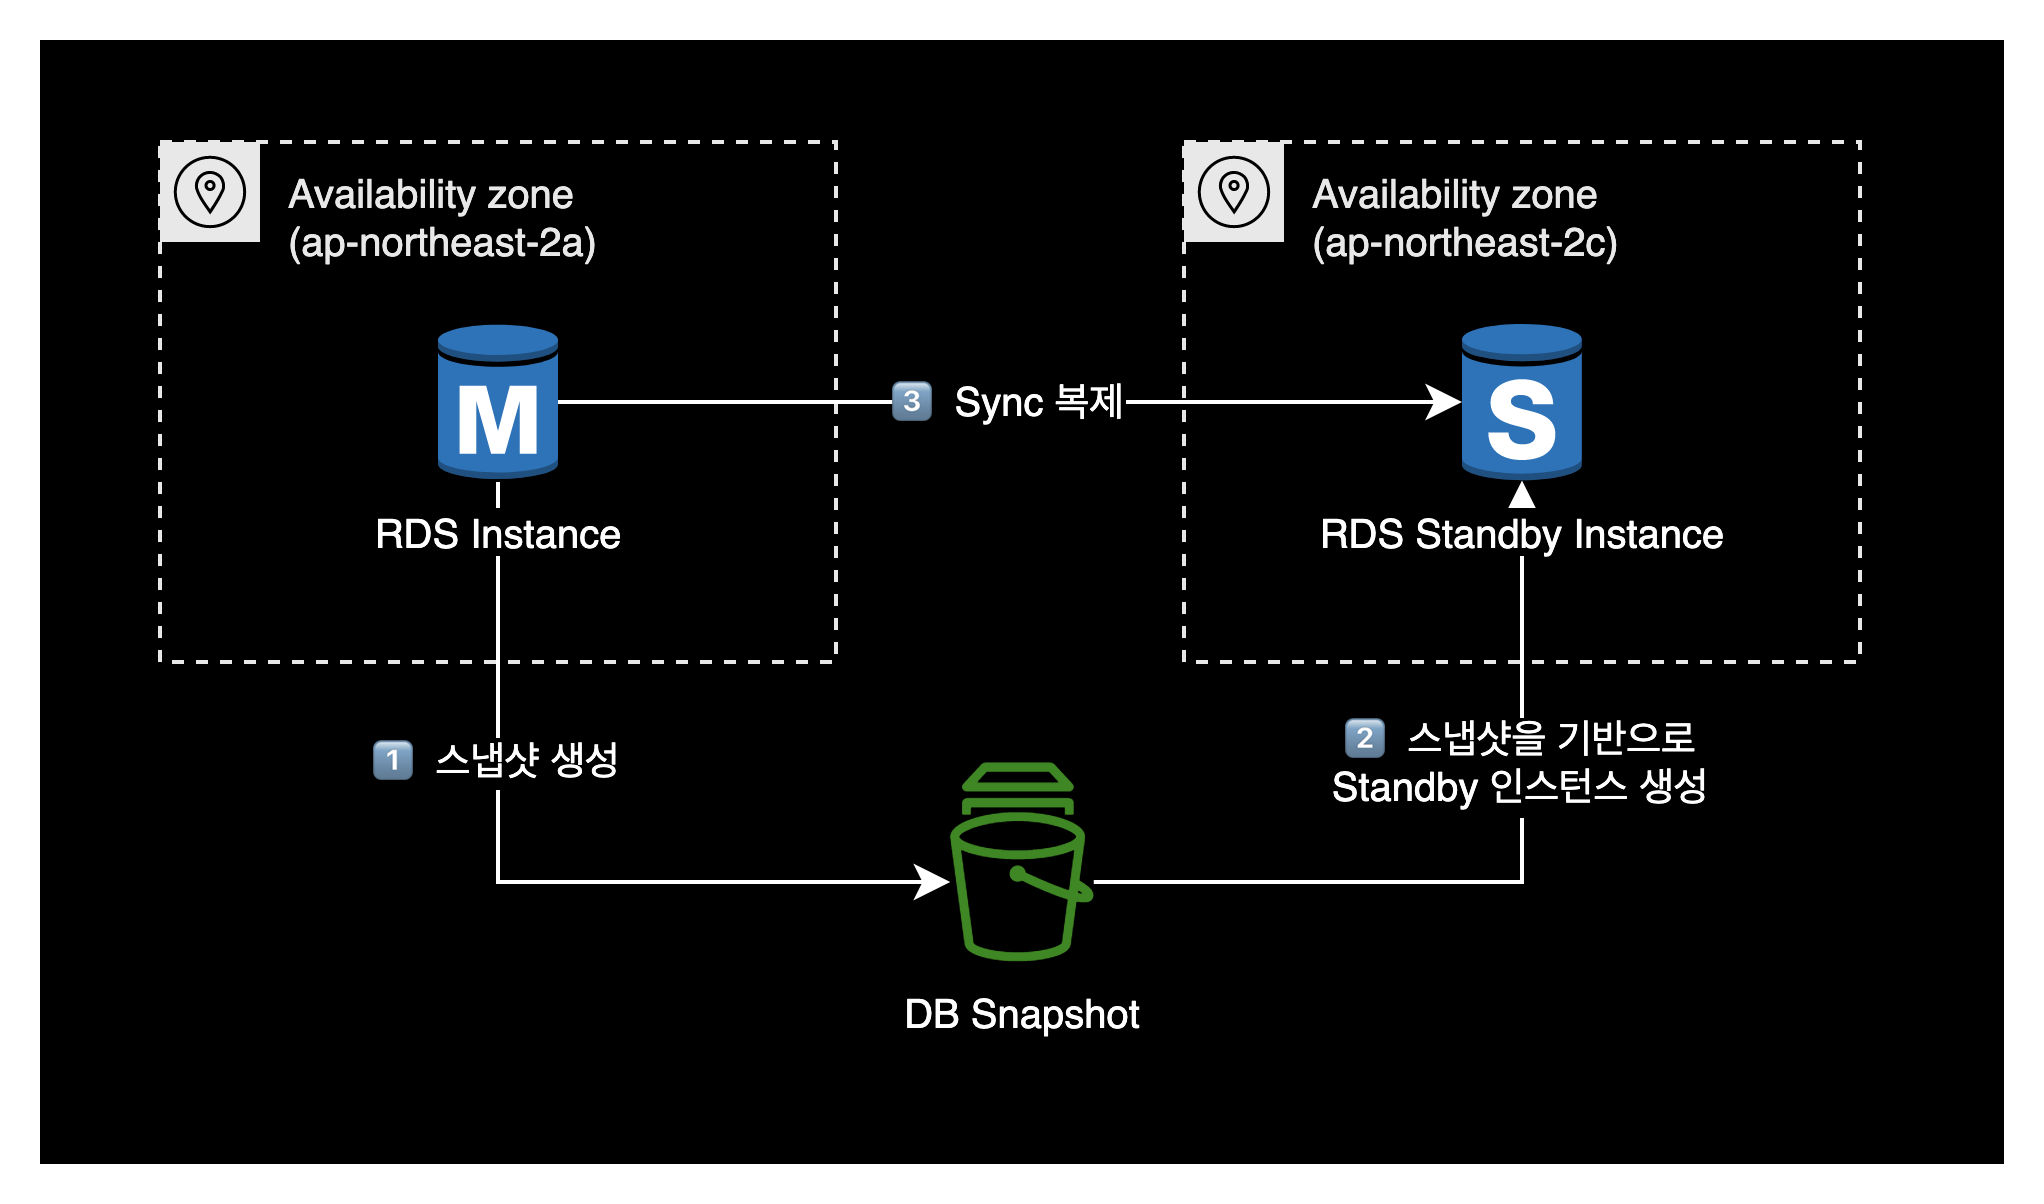 Availability zone
(ap-northeast-2a)
Availability zone
(ap-northeast-2c)
M
3 Sync 복제
S
RDS Instance
RDS Standby Instance
1 스냅샷 생성
2 스냅샷을 기반으로
Standby 인스턴스 생성
DB Snapshot